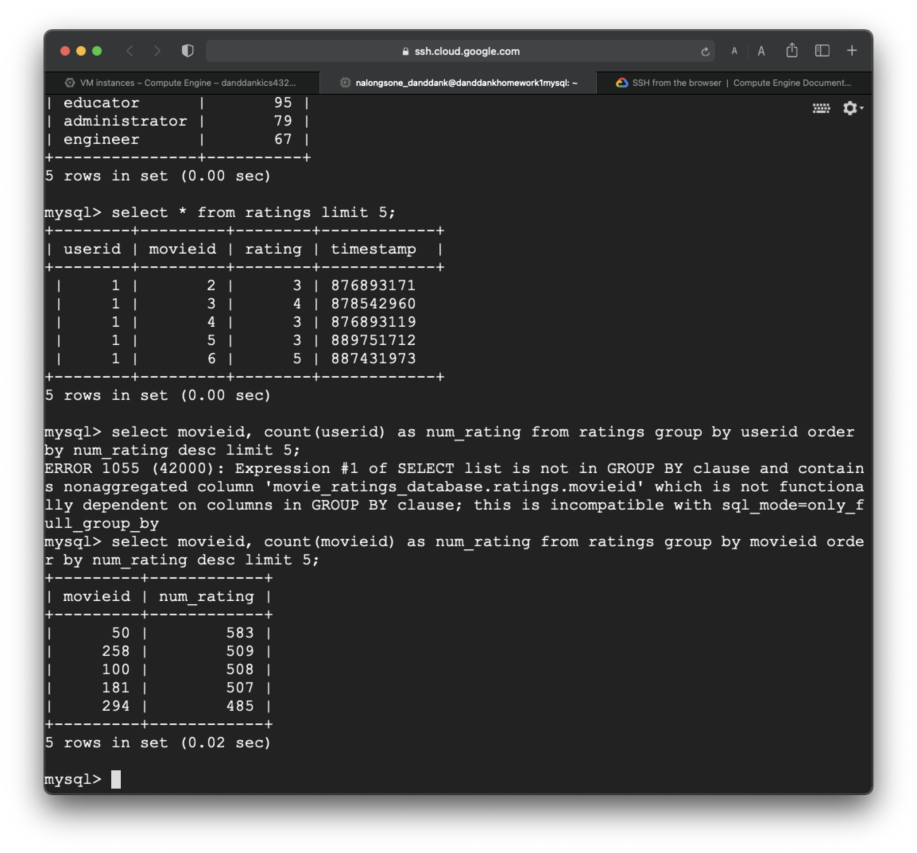 ssh.cloud.google.com
A A
VM instances – Compute Engine – danddankics432...
nalongsone_danddank@danddankhomework1mysql: ~
SSH from the browser | Compute Engine Document...
| educator      |       95 |
| administrator |       79 |
| engineer      |       67 |
+---------------+----------+
5 rows in set (0.00 sec)
mysql> select * from ratings limit 5;
+--------+---------+--------+------------+
| userid | movieid | rating | timestamp  |
+--------+---------+--------+------------+
|     1 |       2 |      3 | 876893171
|     1 |       3 |      4 | 878542960
|     1 |       4 |      3 | 876893119
|     1 |       5 |      3 | 889751712
|     1 |       6 |      5 | 887431973
+--------+---------+--------+------------+
5 rows in set (0.00 sec)
mysql> select movieid, count(userid) as num_rating from ratings group by userid order
by num_rating desc limit 5;
ERROR 1055 (42000): Expression #1 of SELECT list is not in GROUP BY clause and contain
s nonaggregated column 'movie_ratings_database.ratings.movieid' which is not functiona
lly dependent on columns in GROUP BY clause; this is incompatible with sql_mode=only_f
ull_group_by
mysql> select movieid, count(movieid) as num_rating from ratings group by movieid orde
r by num_rating desc limit 5;
+---------+------------+
| movieid | num_rating |
+---------+------------+
|      50 |        583 |
|     258 |        509 |
|     100 |        508 |
|     181 |        507 |
|     294 |        485 |
+---------+------------+
5 rows in set (0.02 sec)
mysql>